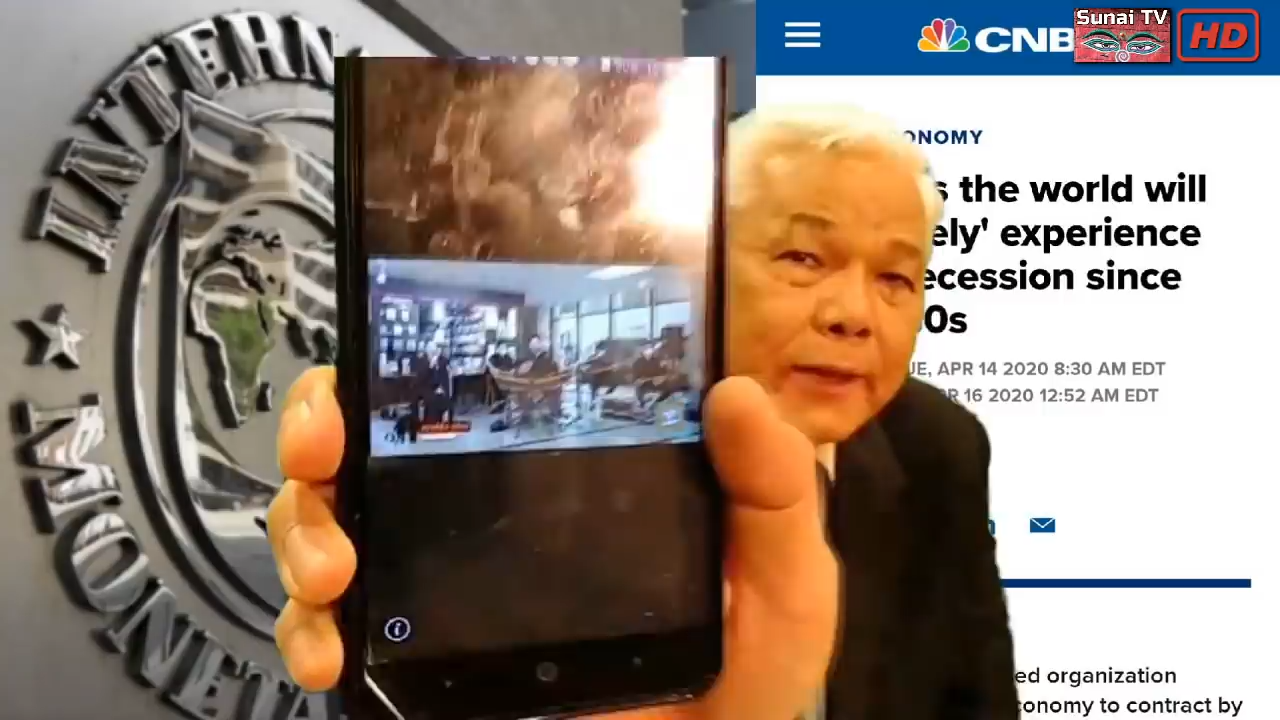 INTERN
MONETA
CNB
Sunai TV
HD
ONOMY
s the world will
ely' experience
ecession since
0s
UE, APR 14 2020 8:30 AM EDT
PR 16 2020 12:52 AM EDT
ed organization
conomy to contract by